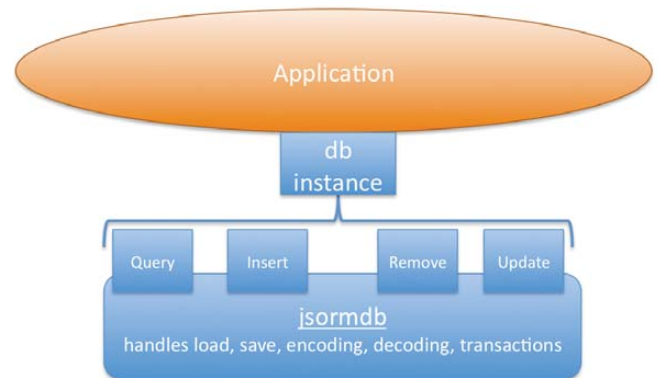 Application
db
instance
Query Insert Remove Update
jsormdb
handles load, save, encoding, decoding, transactions